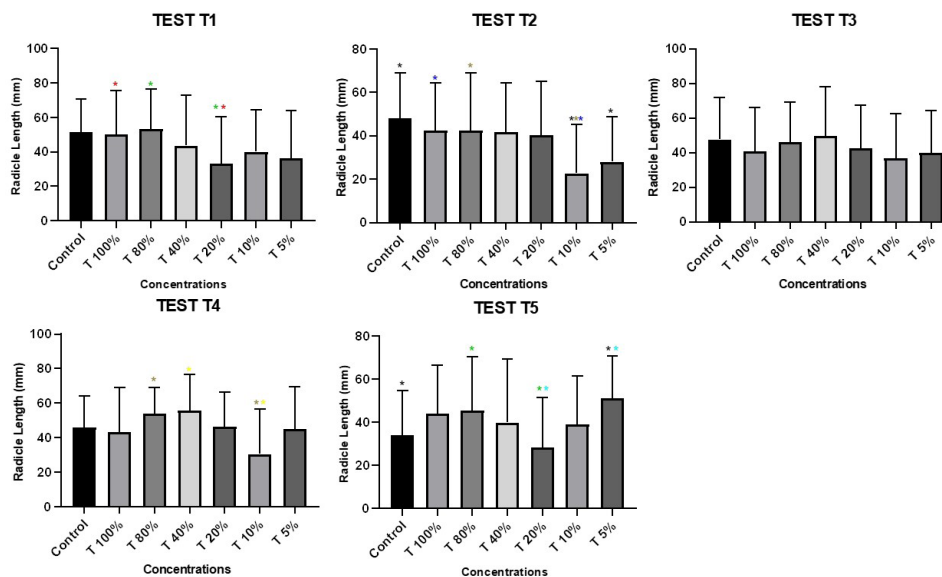 TEST T1
100
80
60
40
20
0
Radicle Length (mm)
* * * *
Control
T 100%
T 80%
T 40%
T 20%
T 10%
T 5%
Concentrations
TEST T2
80
60
40
20
0
Radicle Length (mm)
* * * *** *
Control
T 100%
T 80%
T 40%
T 20%
T 10%
T 5%
Concentrations
TEST T3
100
80
60
40
20
0
Radicle Length (mm)
Control
T 100%
T 80%
T 40%
T 20%
T 10%
T 5%
Concentrations
TEST T4
100
80
60
40
20
0
Radicle Length (mm)
* * * *
Control
T 100%
T 80%
T 40%
T 20%
T 10%
T 5%
Concentrations
TEST T5
80
60
40
20
0
Radicle Length (mm)
* * * * * *
Control
T 100%
T 80%
T 40%
T 20%
T 10%
T 5%
Concentrations